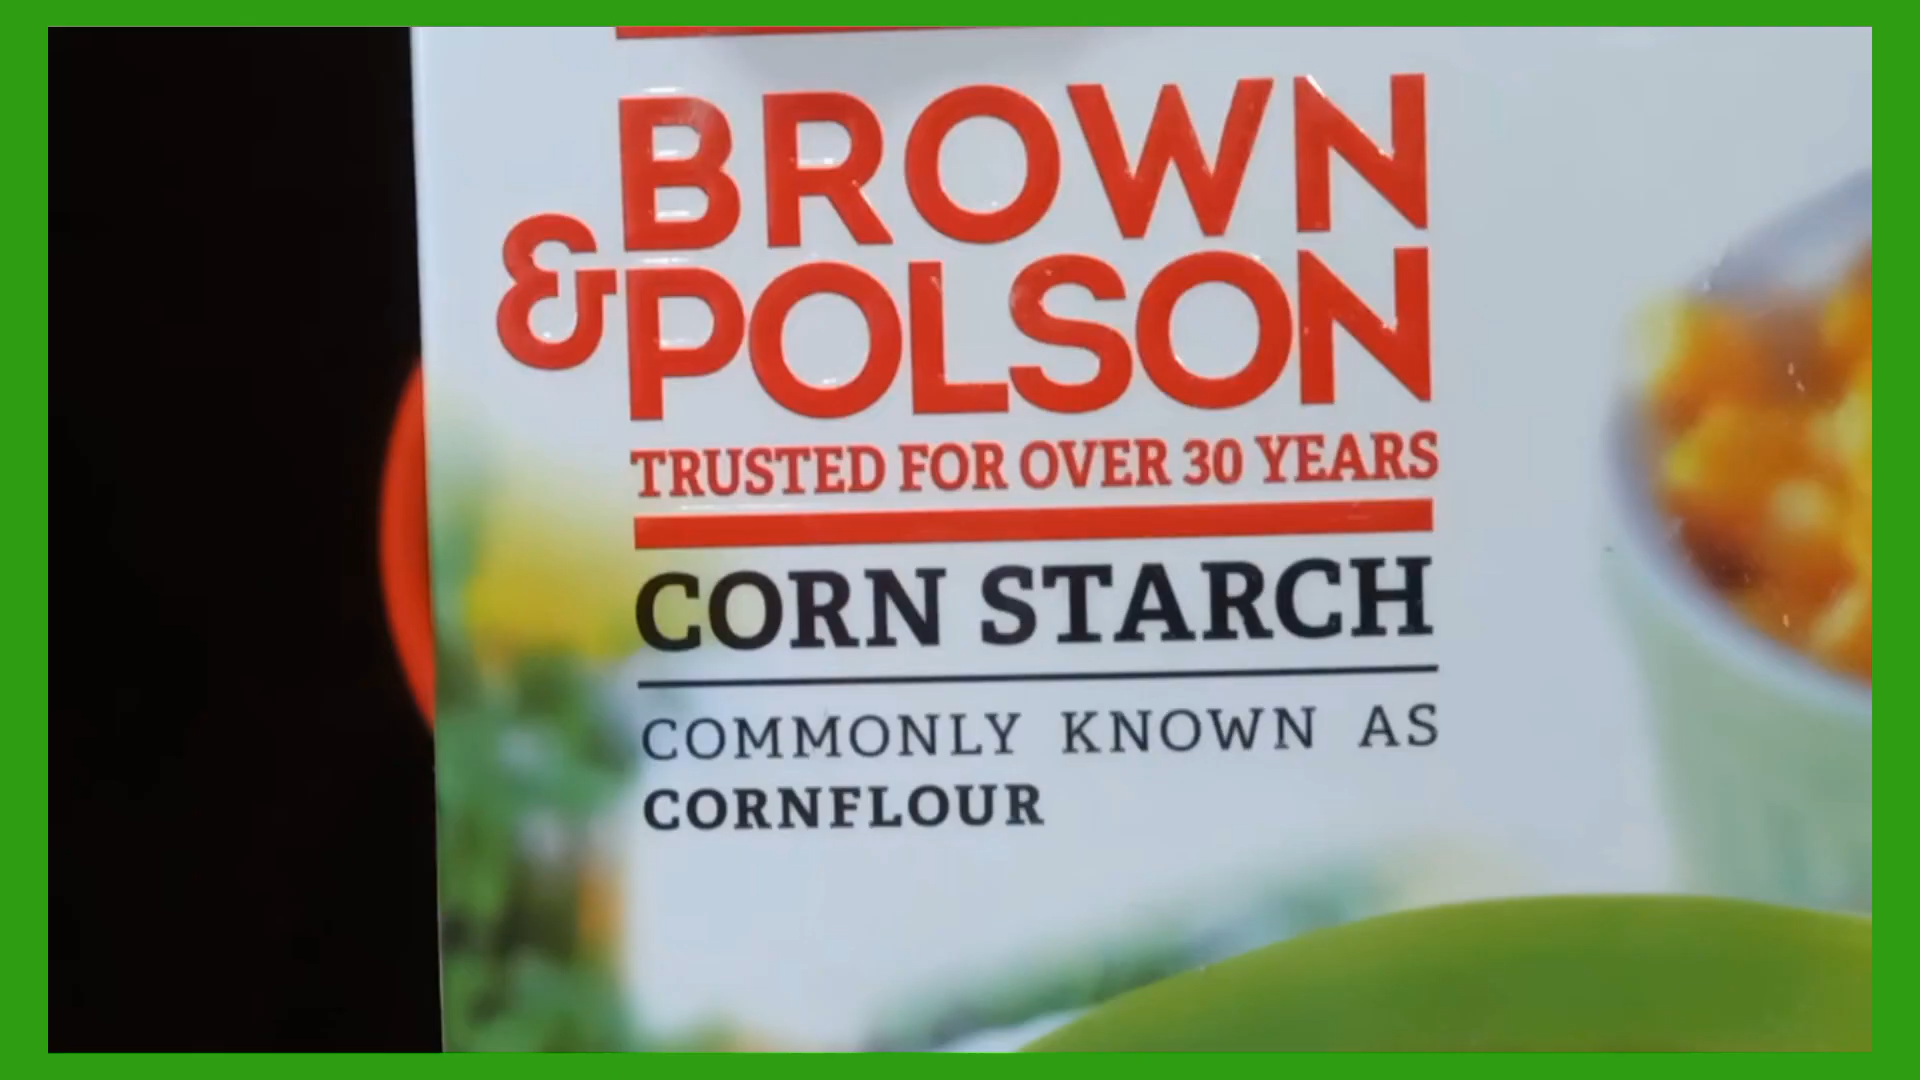 BROWN
& POLSON
TRUSTED FOR OVER 30 YEARS
CORN STARCH
COMMONLY KNOWN AS
CORNFLOUR